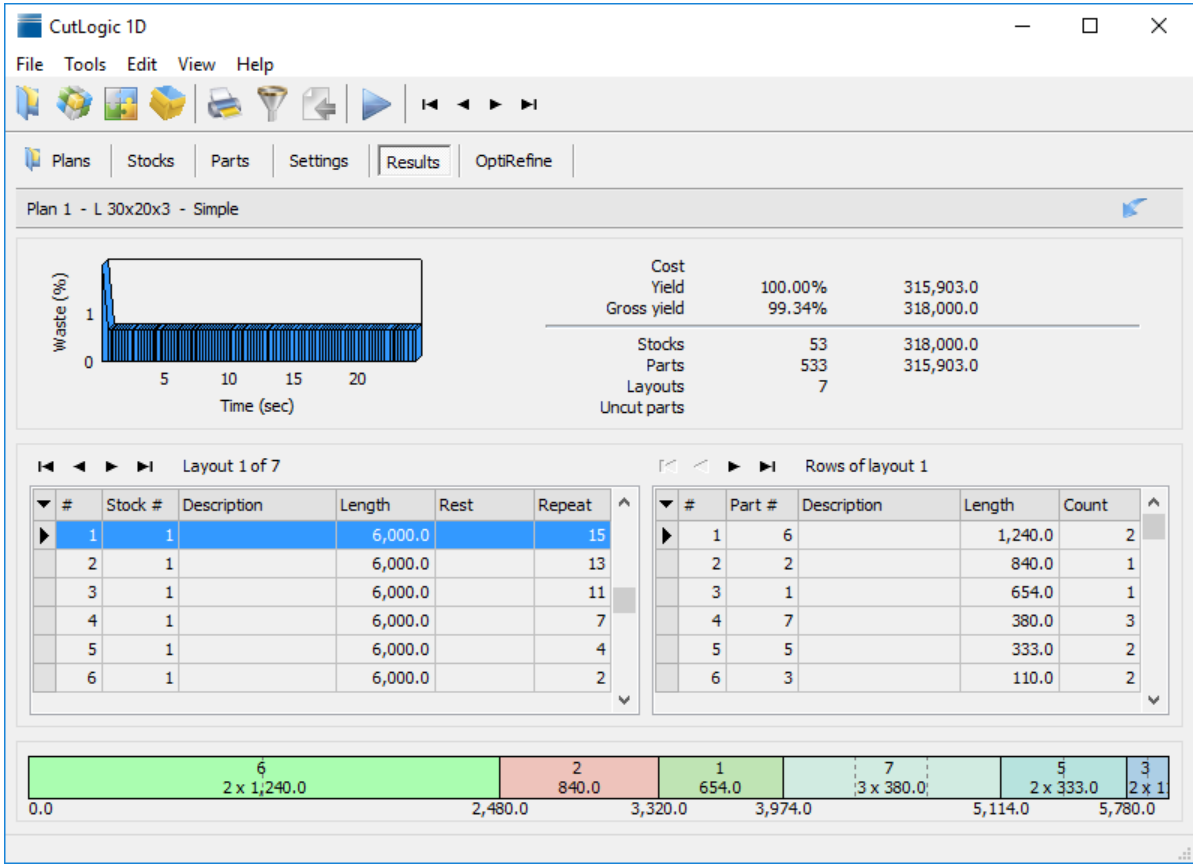 CutLogic 1D
File Tools Edit View Help
Plans Stocks Parts Settings Results OptiRefine
Plan 1 - L 30x20x3 - Simple
Waste (%)
1
0
5 10 15 20
Time (sec)
Cost
Yield 100.00% 315,903.0
Gross yield 99.34% 318,000.0
Stocks 53 318,000.0
Parts 533 315,903.0
Layouts 7
Uncut parts
Layout 1 of 7
# Stock # Description Length Rest Repeat
1 1 6,000.0 15
2 1 6,000.0 13
3 1 6,000.0 11
4 1 6,000.0 7
5 1 6,000.0 4
6 1 6,000.0 2
Rows of layout 1
# Part # Description Length Count
1 6 1,240.0 2
2 2 840.0 1
3 1 654.0 1
4 7 380.0 3
5 5 333.0 2
6 3 110.0 2
6 2 1 7 5 3
2 x 1,240.0 840.0 654.0 3 x 380.0 2 x 333.0 2 x 1
0.0 2,480.0 3,320.0 3,974.0 5,114.0 5,780.0